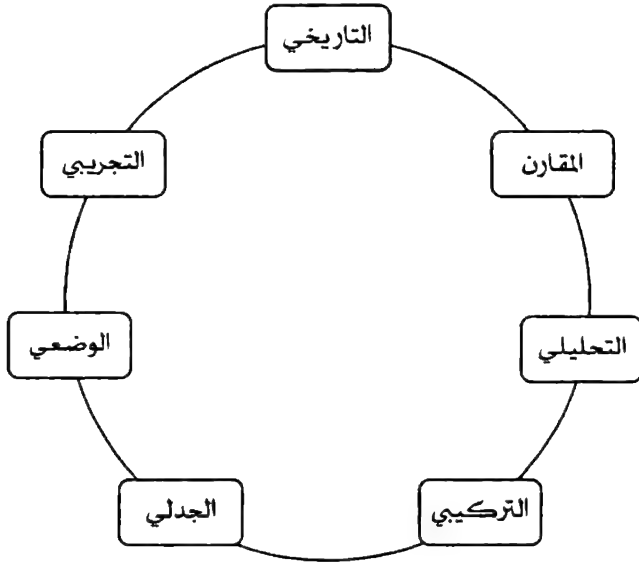 التاريخي
المقارن
التجريبي
التحليلي
الوضعي
التركيبي
الجدلي